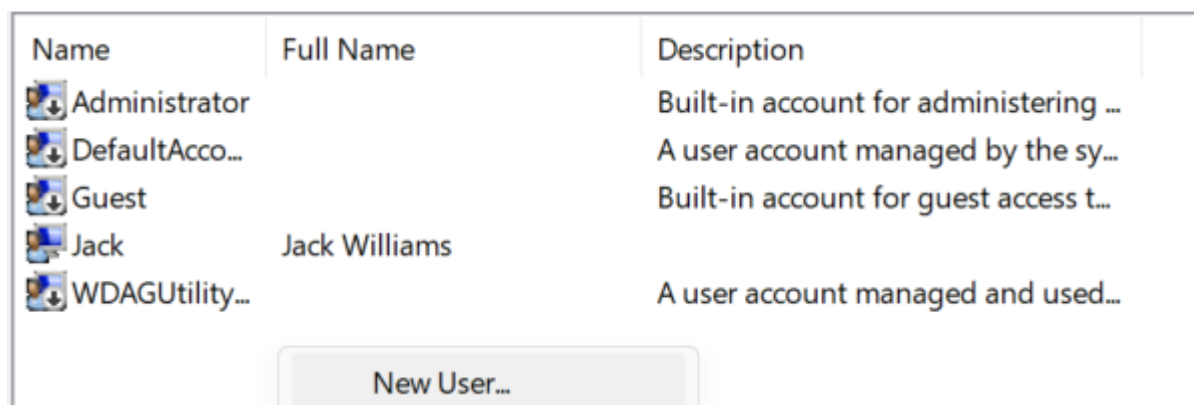 Name Full Name Description
Administrator Built-in account for administering ...
DefaultAcco... A user account managed by the sy...
Guest Built-in account for guest access t...
Jack Jack Williams
WDAGUtility... A user account managed and used...
New User...